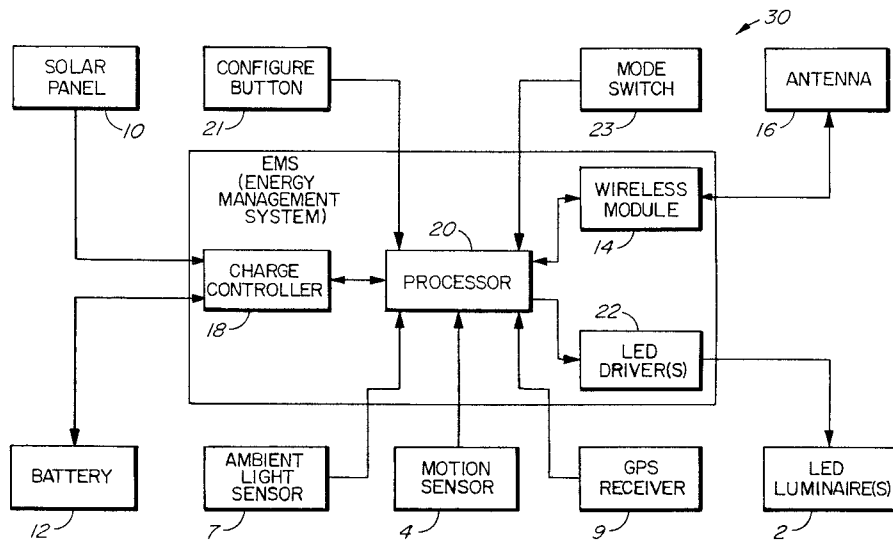 30
SOLAR
PANEL
10
CONFIGURE
BUTTON
21
MODE
SWITCH
23
ANTENNA
16
EMS
(ENERGY
MANAGEMENT
SYSTEM)
WIRELESS
MODULE
14
20
PROCESSOR
CHARGE
CONTROLLER
18
22
LED
DRIVER(S)
BATTERY
12
AMBIENT
LIGHT
SENSOR
7
MOTION
SENSOR
4
GPS
RECEIVER
9
LED
LUMINAIRE(S)
2